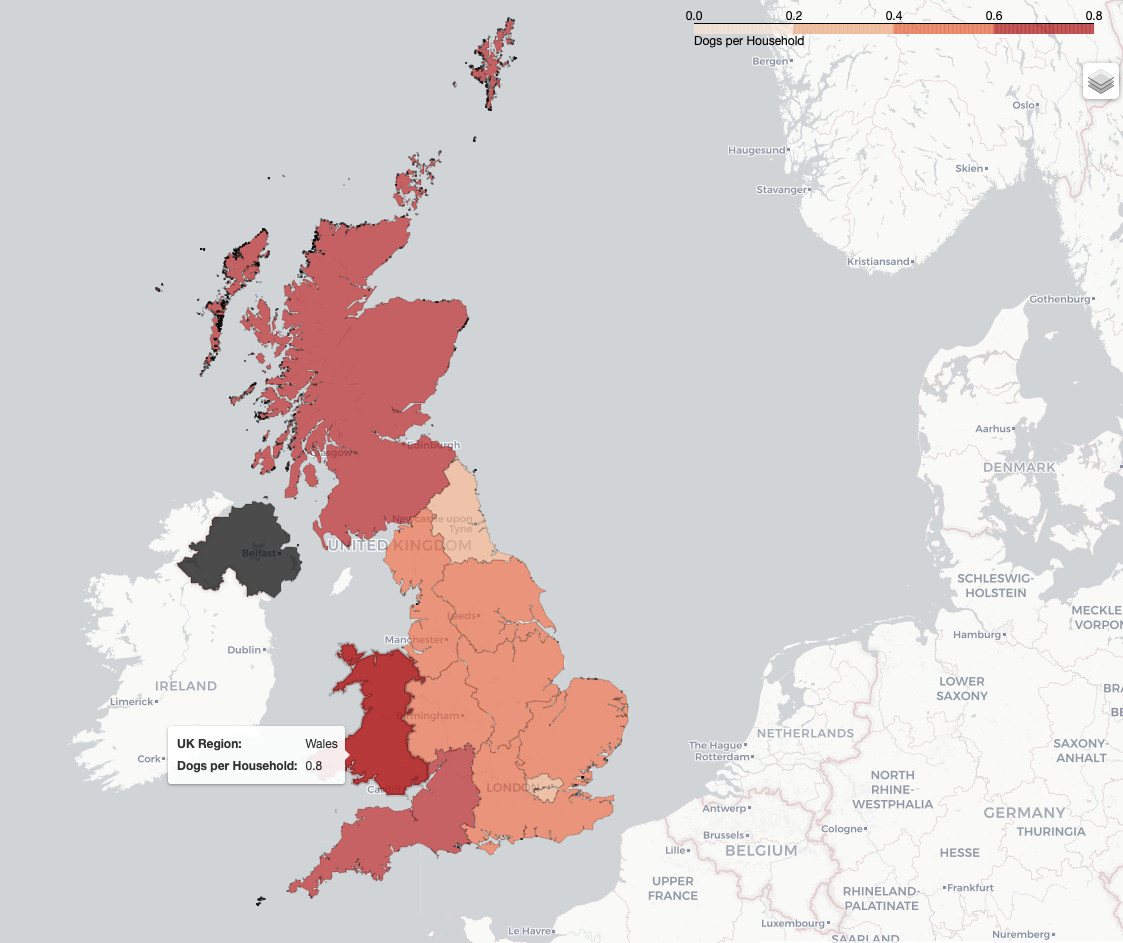 0.0 0.2 0.4 0.6 0.8
Dogs per Household
Bergen
Oslo
Haugesund
Skien
Stavanger
Kristiansand
Gothenburg
Aarhus
DENMARK
Edinburgh
Glasgow
Newcastle upon
Tyne
UNITED KINGDOM
Belfast
SCHLESWIG-
HOLSTEIN
MECKLE
VORPOM
Hamburg
Leeds
Manchester
Dublin
IRELAND
Limerick
LOWER
SAXONY
BRA
BE
Birmingham
UK Region: Wales
Dogs per Household: 0.8
Cork
NETHERLANDS
The Hague
Rotterdam
SAXONY-
ANHALT
NORTH
RHINE-
WESTPHALIA
LONDON
Antwerp
GERMANY
THURINGIA
Cologne
Brussels
BELGIUM
Lille
HESSE
UPPER
FRANCE
Frankfurt
RHINELAND-
PALATINATE
Luxembourg
Le Havre
SAARLAND
Nuremberg